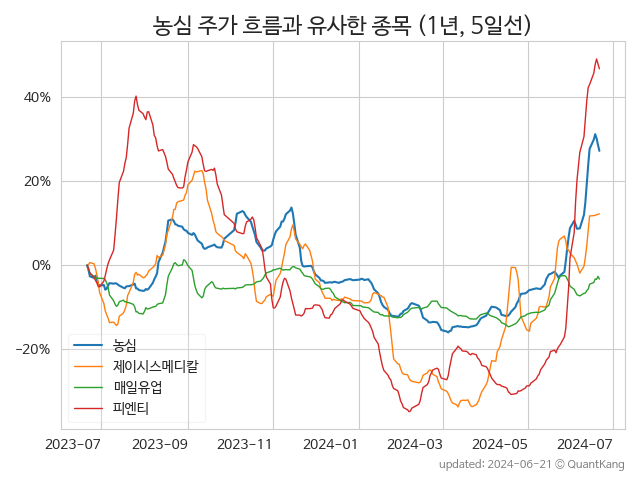 농심 주가 흐름과 유사한 종목 (1년, 5일선)
40%
20%
0%
−20%
농심
제이시스메디칼
매일유업
피엔티
2023-07 2023-09 2023-11 2024-01 2024-03 2024-05 2024-07
updated: 2024-06-21 © QuantKang